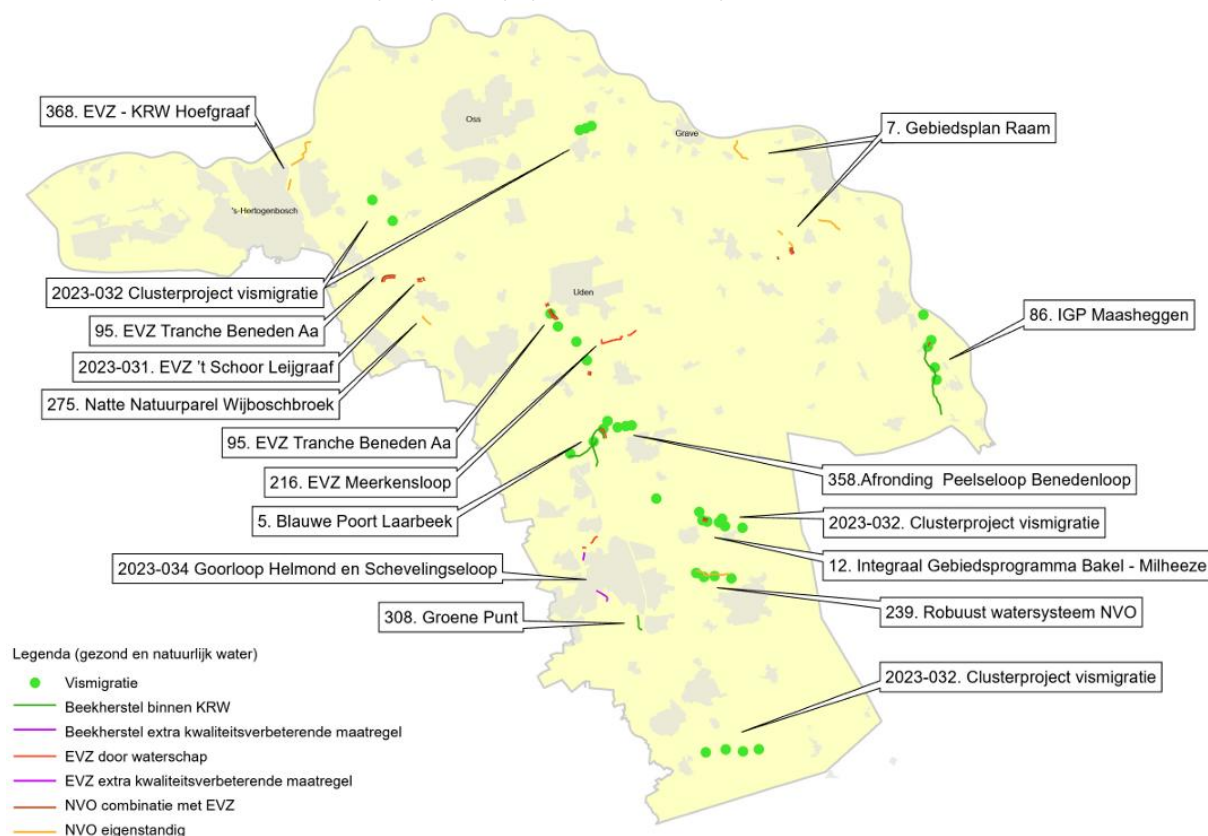 368. EVZ - KRW Hoefgraaf
Oss
Grave
7. Gebiedsplan Raam
's-Hertogenbosch
2023-032 Clusterproject vismigratie
95. EVZ Tranche Beneden Aa
2023-031. EVZ 't Schoor Leijgraaf
275. Natte Natuurparel Wijboschbroek
Uden
86. IGP Maasheggen
95. EVZ Tranche Beneden Aa
216. EVZ Meerkensloop
5. Blauwe Poort Laarbeek
358.Afronding Peelseloop Benedenloop
2023-032. Clusterproject vismigratie
12. Integraal Gebiedsprogramma Bakel - Milheeze
239. Robuust watersysteem NVO
2023-034 Goorloop Helmond en Schevelingseloop
308. Groene Punt
2023-032. Clusterproject vismigratie
Legenda (gezond en natuurlijk water)
Vismigratie
Beekherstel binnen KRW
Beekherstel extra kwaliteitsverbeterende maatregel
EVZ door waterschap
EVZ extra kwaliteitsverbeterende maatregel
NVO combinatie met EVZ
NVO eigenstandig